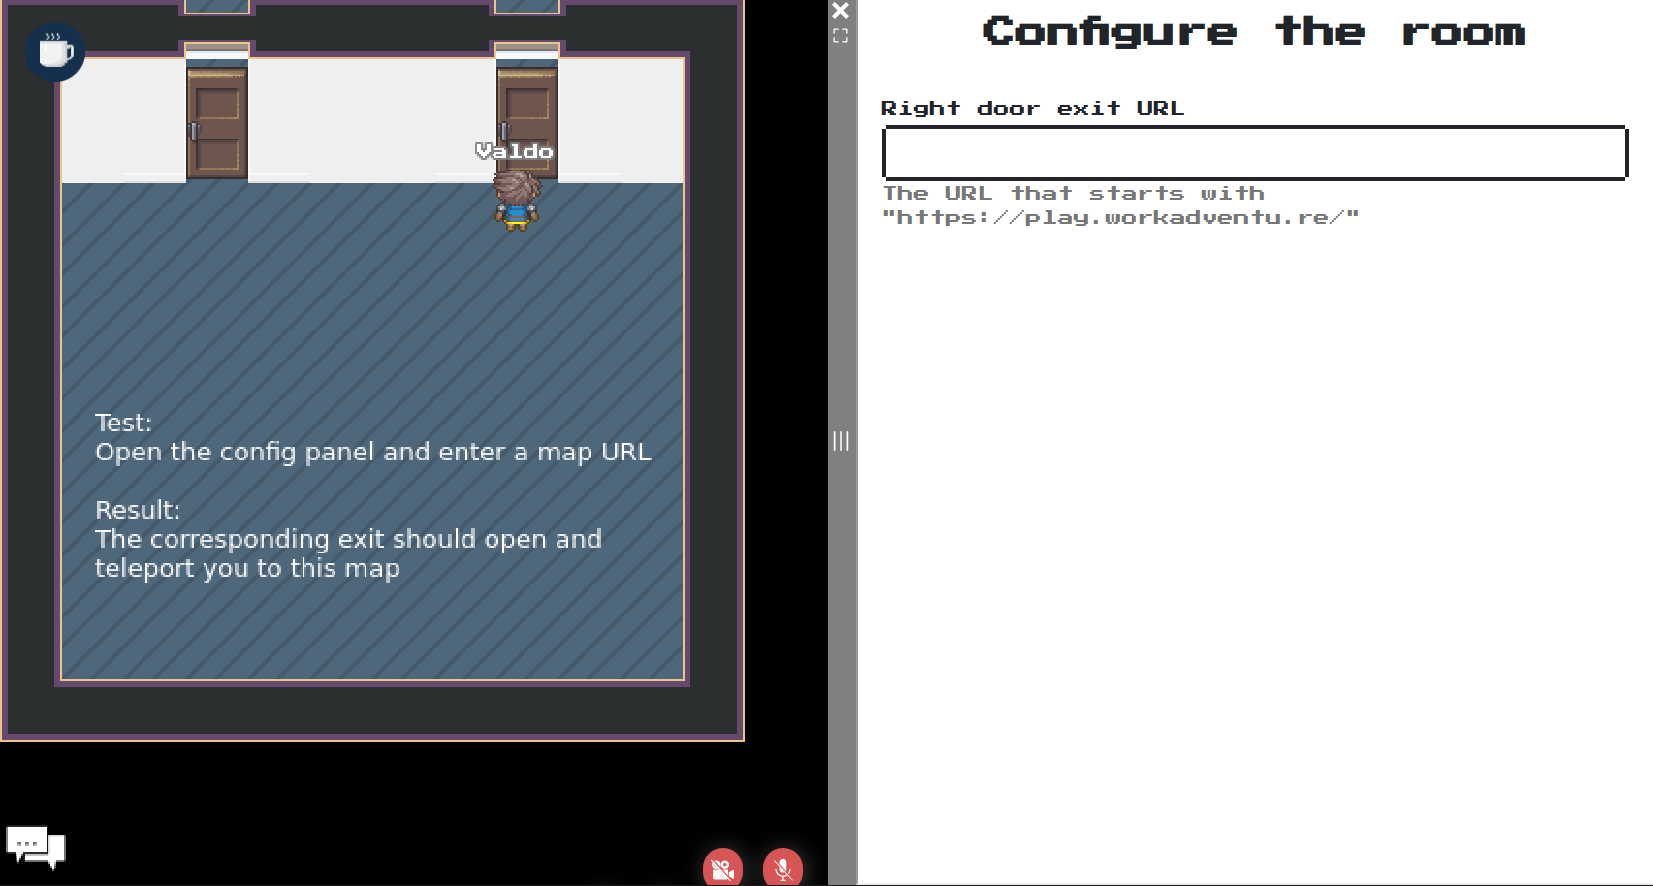 Valdo
Test:
Open the config panel and enter a map URL
Result:
The corresponding exit should open and
teleport you to this map
Configure the room
Right door exit URL
The URL that starts with
"https://play.workadventu.re/"